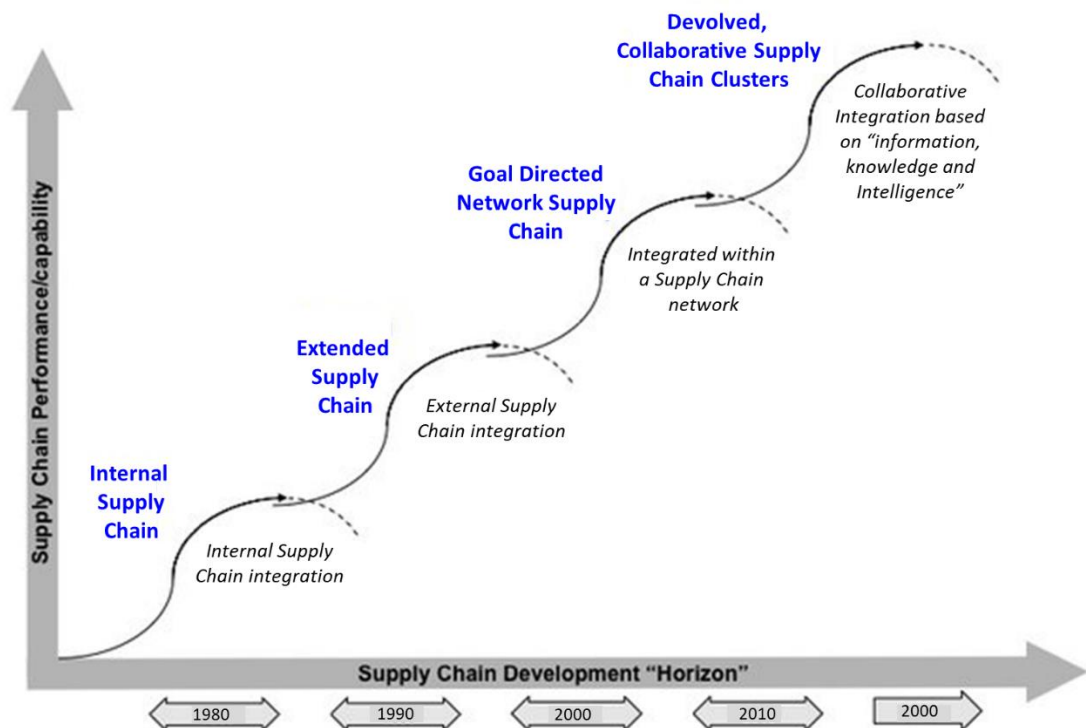 Devolved,
Collaborative Supply
Chain Clusters
Collaborative
Integration based
on “information,
knowledge and
Intelligence”
Goal Directed
Network Supply
Chain
Integrated within
a Supply Chain
network
Extended
Supply
Chain
External Supply
Chain integration
Internal
Supply
Chain
Internal Supply
Chain integration
Supply Chain Performance/capability
Supply Chain Development “Horizon”
1980
1990
2000
2010
2000